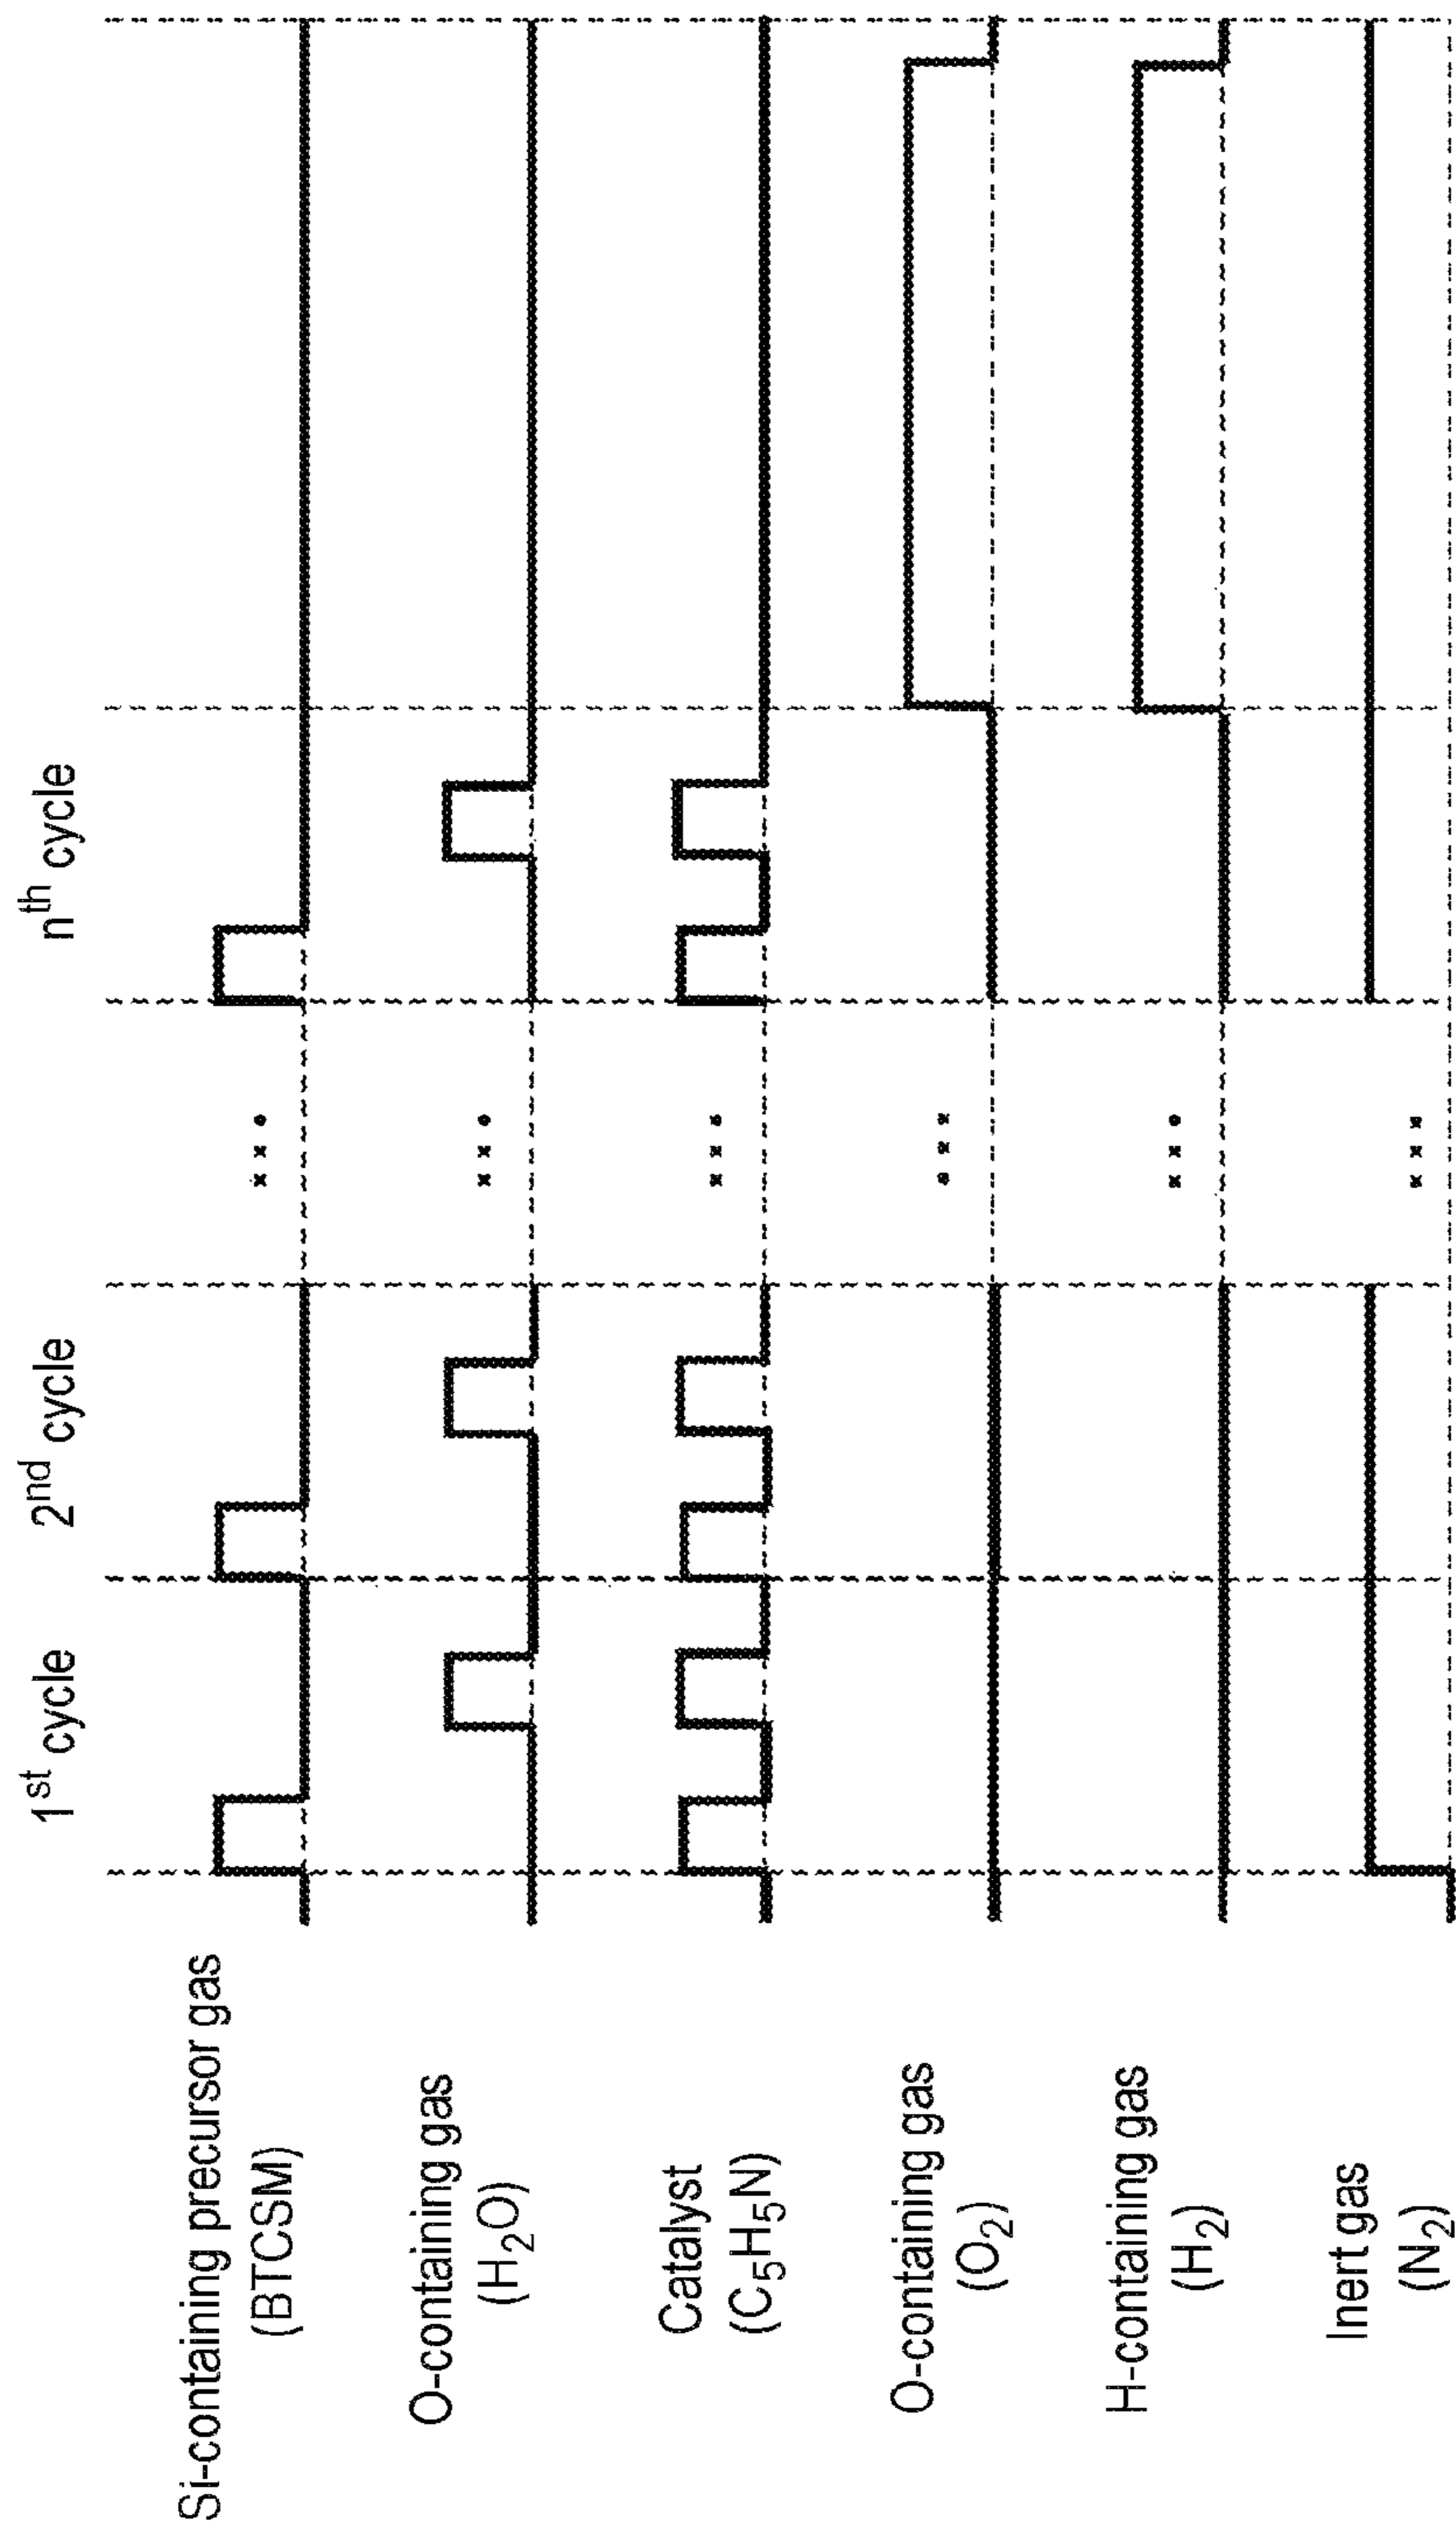 1st cycle
2nd cycle
nth cycle
Si-containing precursor gas
(BTCSM)
O-containing gas
(H2O)
Catalyst
(C5H5N)
O-containing gas
(O2)
H-containing gas
(H2)
Inert gas
(N2)